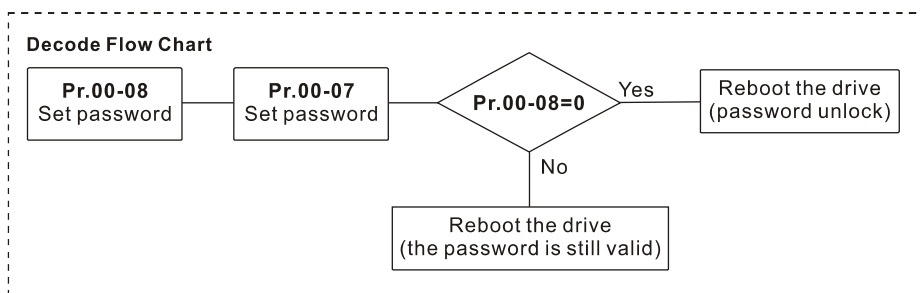 Decode Flow Chart
Pr.00-08
Set password
Pr.00-07
Set password
Pr.00-08=0
Yes
Reboot the drive
(password unlock)
No
Reboot the drive
(the password is still valid)